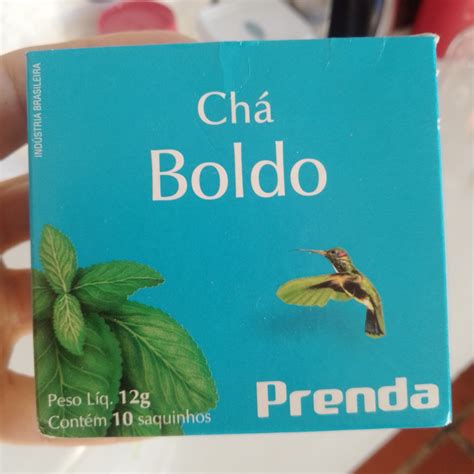 INDÚSTRIA BRASILEIRA
Chá
Boldo
Peso Líq. 12g
Contém 10 saquinhos
Prenda